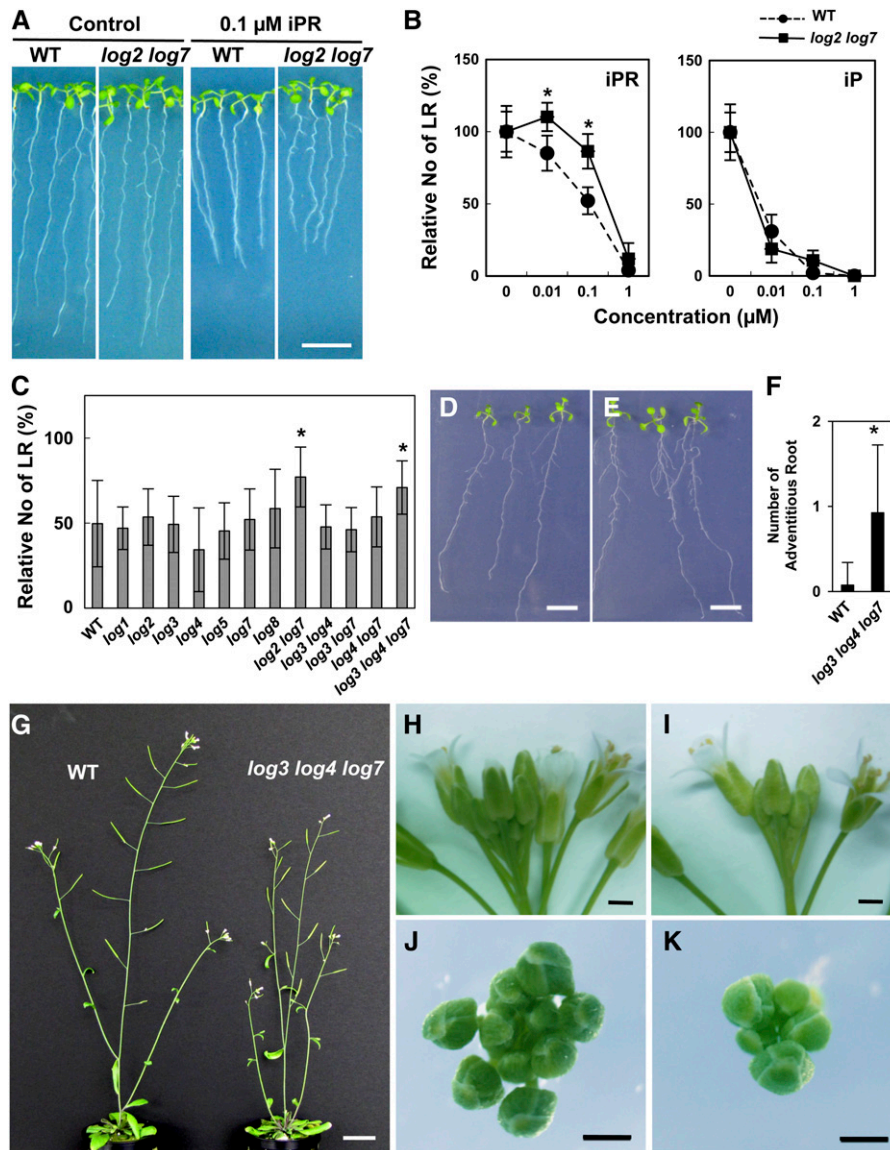 A
Control
0.1 µM iPR
WT
log2 log7
WT
log2 log7
B
WT
log2 log7
Relative No of LR (%)
150
100
50
0
iPR
*
*
0
0.01
0.1
1
150
100
50
0
iP
0
0.01
0.1
1
Concentration (µM)
C
Relative No of LR (%)
100
50
0
*
*
WT
log1
log2
log3
log4
log5
log7
log8
log2 log7
log3 log4
log3 log7
log4 log7
log3 log4 log7
D
E
F
Number of
Adventitious Root
2
1
0
*
WT
log3 log4 log7
G
WT
log3 log4 log7
H
I
J
K